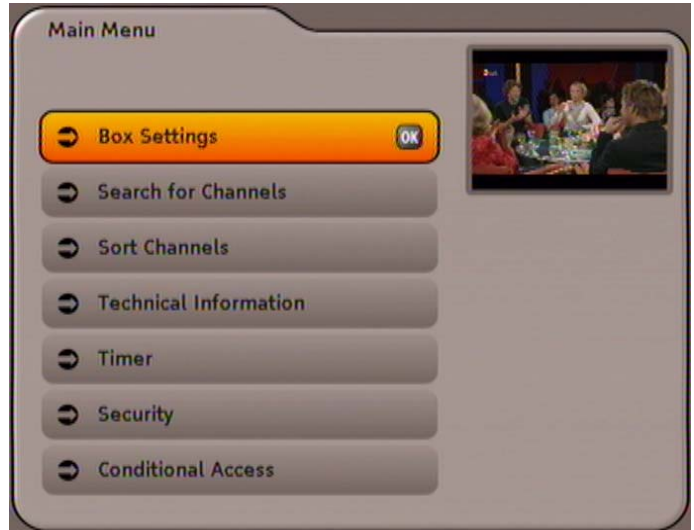 Main Menu
Box Settings OK
Search for Channels
Sort Channels
Technical Information
Timer
Security
Conditional Access